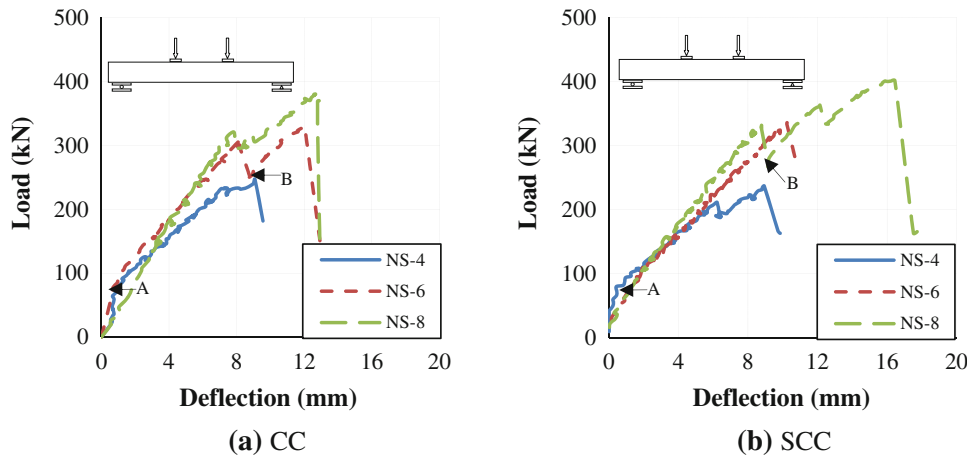 500
400
300
200
100
0
Load (kN)
A
B
NS-4
NS-6
NS-8
0 4 8 12 16 20
Deflection (mm)
(a) CC
500
400
300
200
100
0
Load (kN)
A
B
NS-4
NS-6
NS-8
0 4 8 12 16 20
Deflection (mm)
(b) SCC